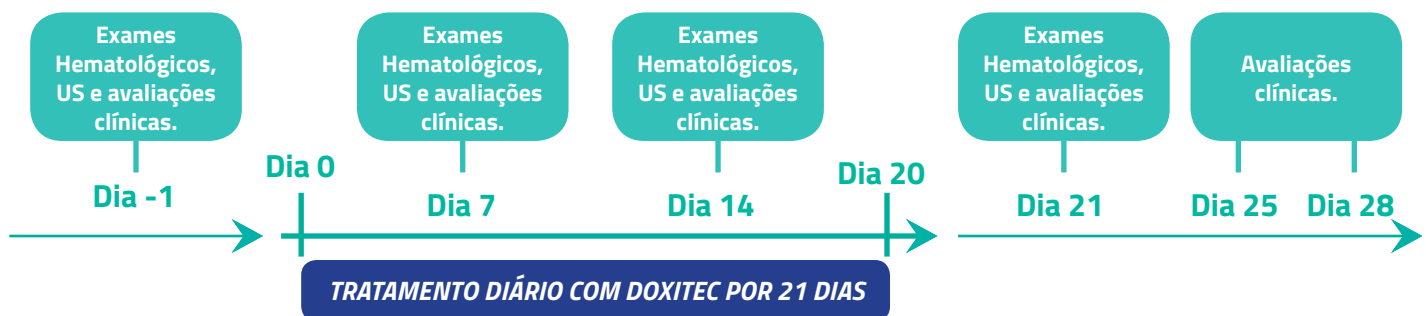 Exames
Hematológicos,
US e avaliações
clínicas.
Exames
Hematológicos,
US e avaliações
clínicas.
Exames
Hematológicos,
US e avaliações
clínicas.
Exames
Hematológicos,
US e avaliações
clínicas.
Avaliações
clínicas.
Dia -1
Dia 0
Dia 7
Dia 14
Dia 20
Dia 21
Dia 25
Dia 28
TRATAMENTO DIÁRIO COM DOXITEC POR 21 DIAS